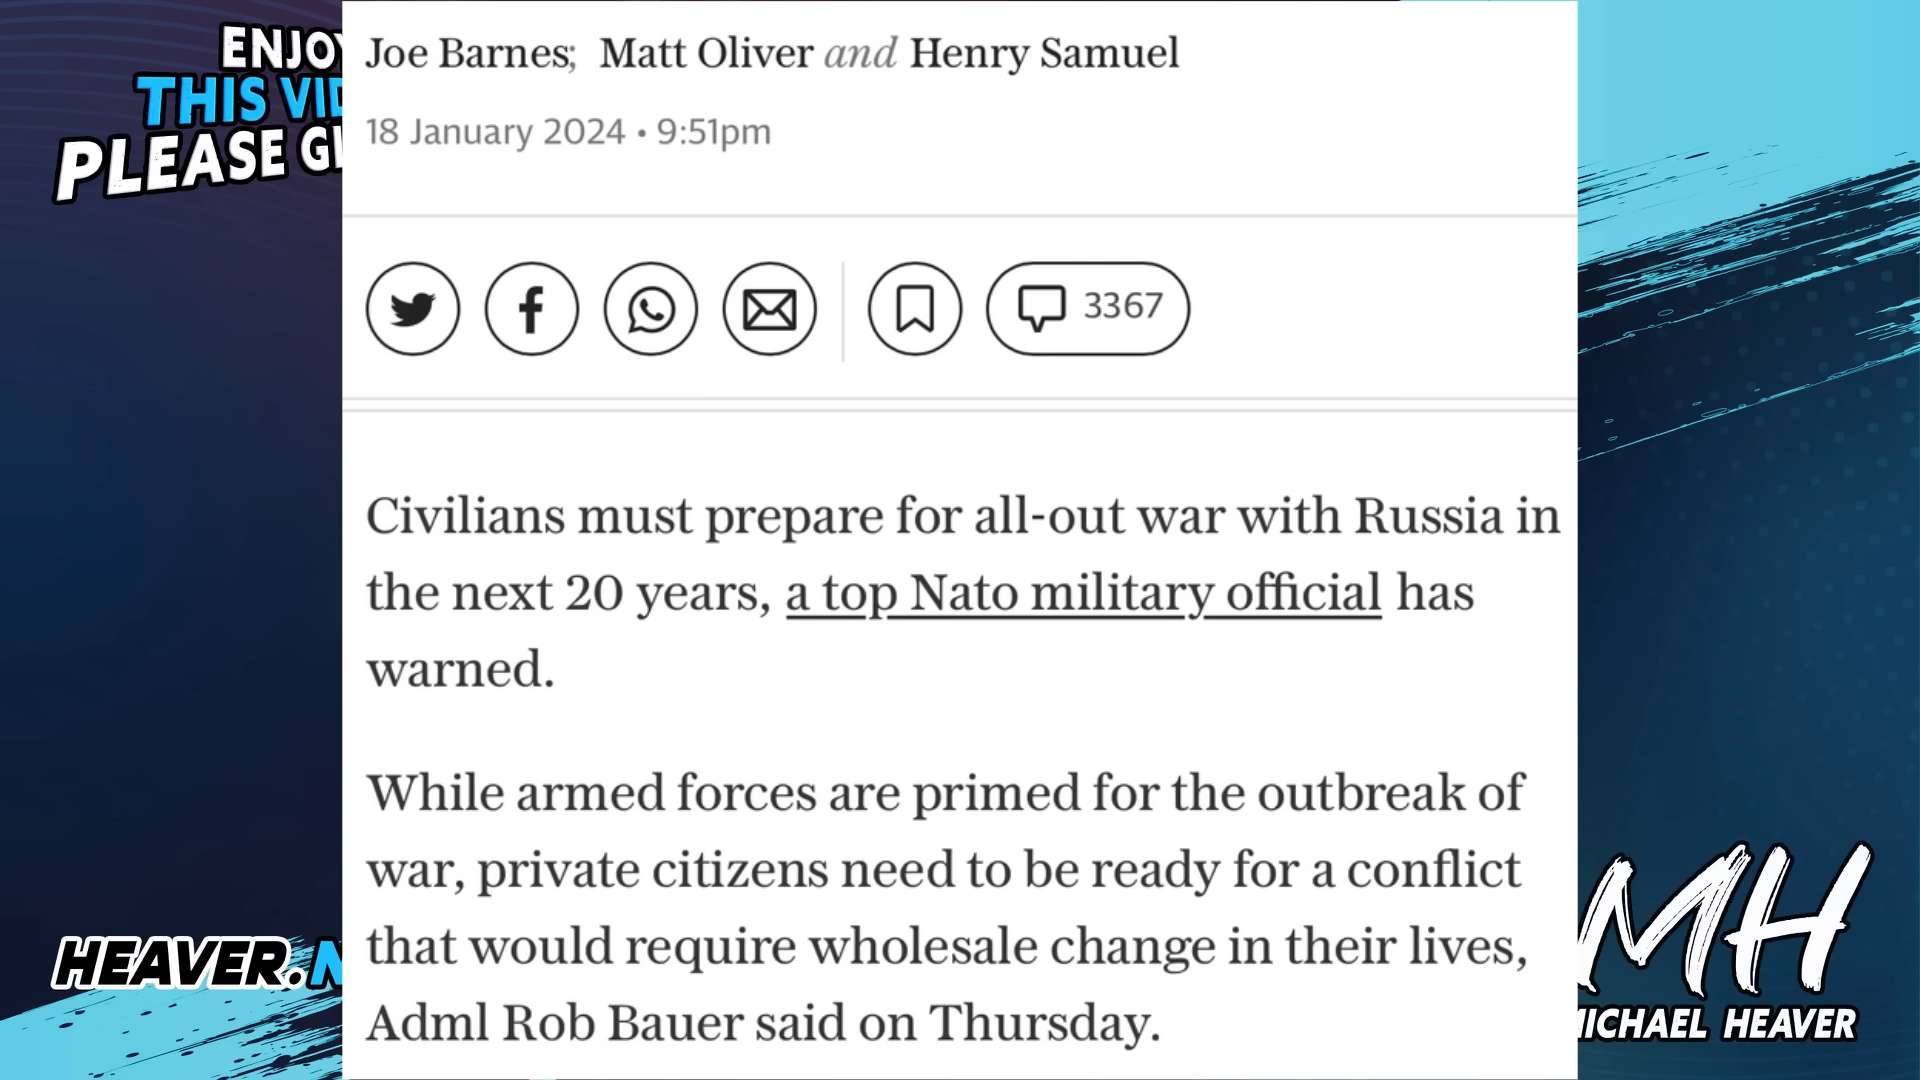 ENJOY
THIS VID
PLEASE GI
Joe Barnes; Matt Oliver and Henry Samuel
18 January 2024 • 9:51pm
3367
Civilians must prepare for all-out war with Russia in
the next 20 years, a top Nato military official has
warned.
While armed forces are primed for the outbreak of
war, private citizens need to be ready for a conflict
that would require wholesale change in their lives,
Adml Rob Bauer said on Thursday.
HEAVER.N
MH
MICHAEL HEAVER